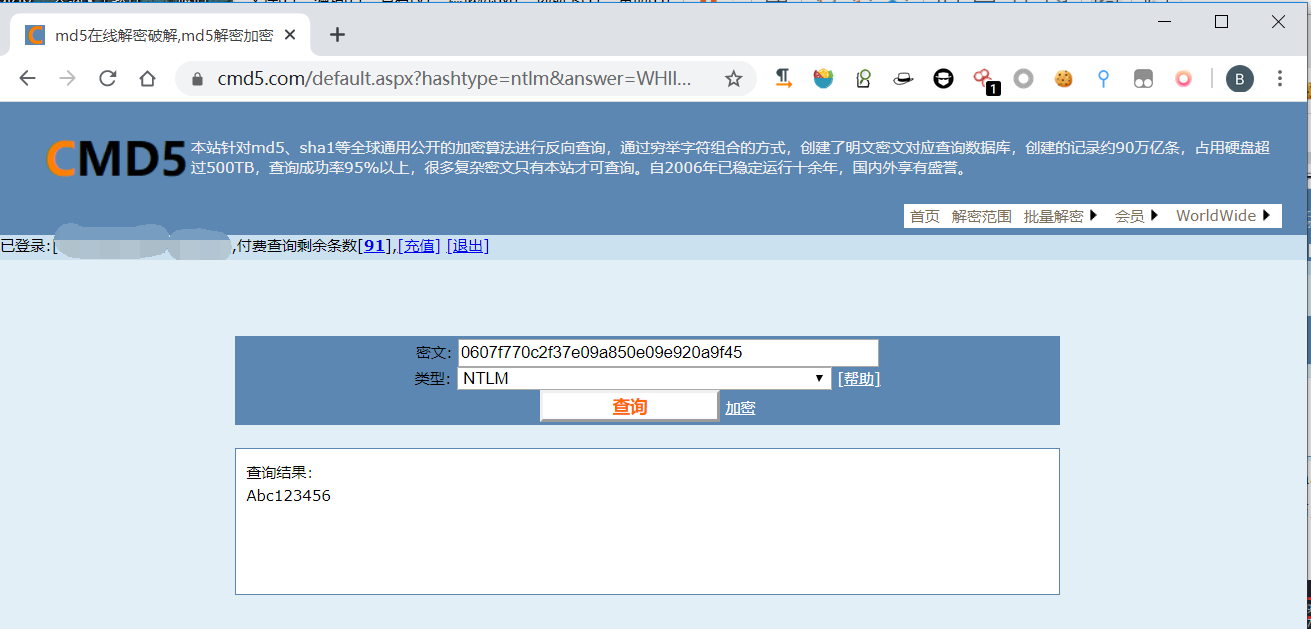 md5在线解密破解,md5解密加密
cmd5.com/default.aspx?hashtype=ntlm&answer=WHII...
1
B
CMD5
本站针对md5、sha1等全球通用公开的加密算法进行反向查询，通过穷举字符组合的方式，创建了明文密文对应查询数据库，创建的记录约90万亿条，占用硬盘超
过500TB，查询成功率95%以上，很多复杂密文只有本站才可查询。自2006年已稳定运行十余年，国内外享有盛誉。
首页 解密范围 批量解密 会员 WorldWide
已登录:[ ,付费查询剩余条数[91],[充值] [退出]
密文: 0607f770c2f37e09a850e09e920a9f45
类型: NTLM [帮助]
查询 加密
查询结果:
Abc123456